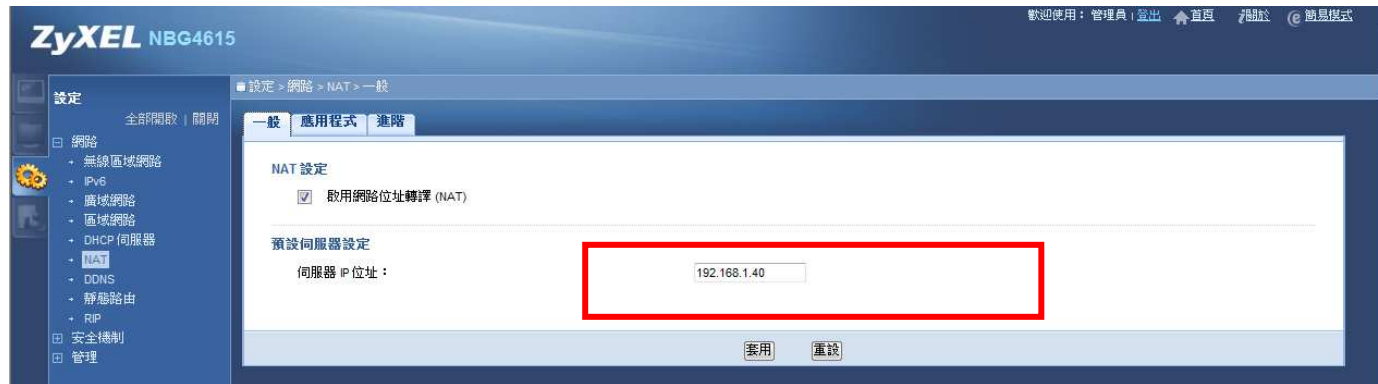 歡迎使用：管理員 | 登出 首頁 關於 簡易模式
ZyXEL NBG4615
設定 > 網路 > NAT > 一般
設定
全部開啟 | 關閉
一般 應用程式 進階
網路
無線區域網路
IPv6
廣域網路
區域網路
DHCP 伺服器
NAT
DDNS
靜態路由
RIP
安全機制
管理
NAT 設定
啟用網路位址轉譯 (NAT)
預設伺服器設定
伺服器 IP 位址：
192.168.1.40
套用 重設